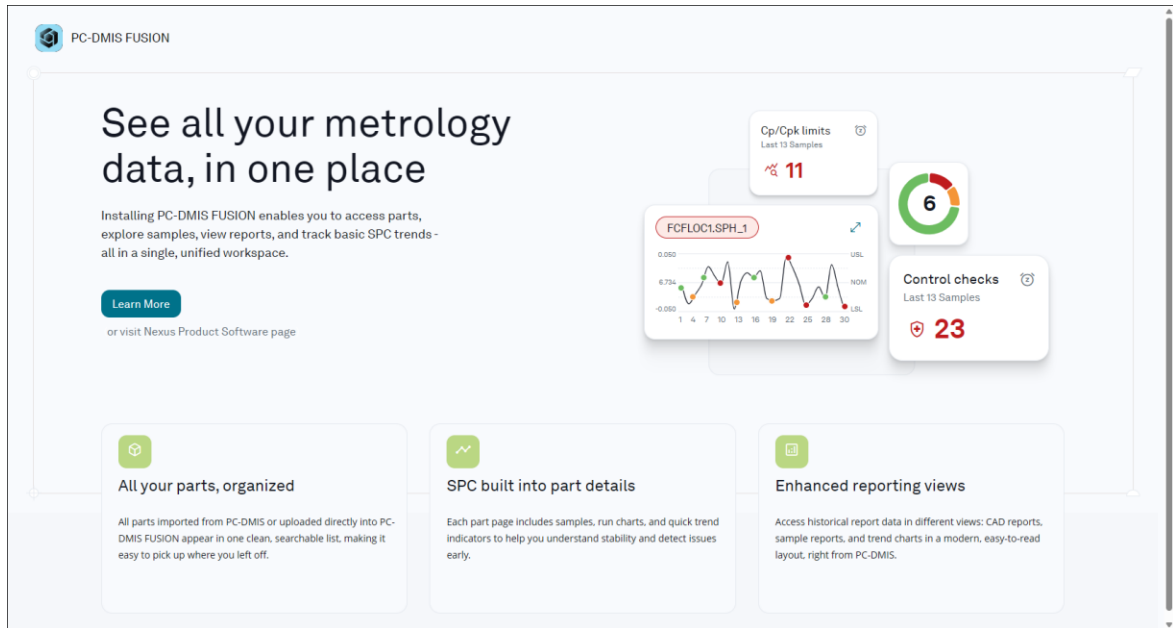 PC-DMIS FUSION
See all your metrology
data, in one place
Installing PC-DMIS FUSION enables you to access parts,
explore samples, view reports, and track basic SPC trends -
all in a single, unified workspace.
Learn More
or visit Nexus Product Software page
Cp/Cpk limits
Last 13 Samples
11
6
FCFLOC1.SPH_1
0.050
USL
6.734
NOM
-0.050
LSL
1 4 7 10 13 16 19 22 25 28 30
Control checks
Last 13 Samples
23
All your parts, organized
All parts imported from PC-DMIS or uploaded directly into PC-
DMIS FUSION appear in one clean, searchable list, making it
easy to pick up where you left off.
SPC built into part details
Each part page includes samples, run charts, and quick trend
indicators to help you understand stability and detect issues
early.
Enhanced reporting views
Access historical report data in different views: CAD reports,
sample reports, and trend charts in a modern, easy-to-read
layout, right from PC-DMIS.